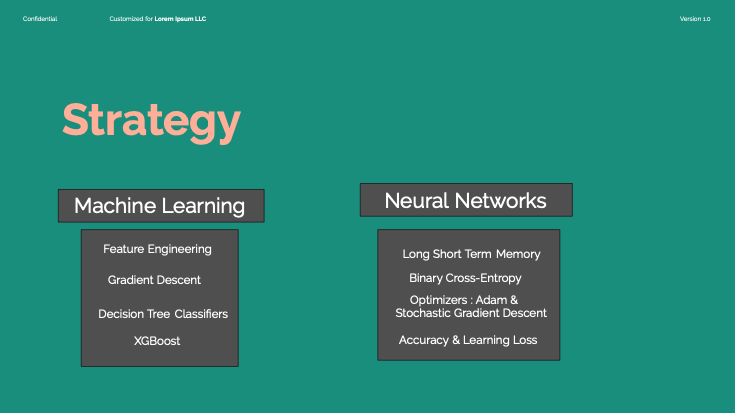 Confidential
Customized for Lorem Ipsum LLC
Version 1.0
Strategy
Machine Learning
Feature Engineering
Gradient Descent
Decision Tree Classifiers
XGBoost
Neural Networks
Long Short Term Memory
Binary Cross-Entropy
Optimizers : Adam &
Stochastic Gradient Descent
Accuracy & Learning Loss